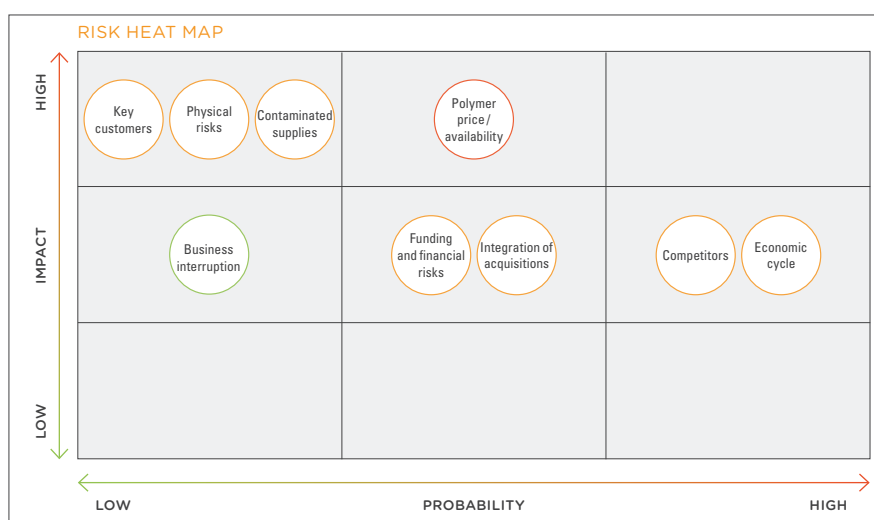 RISK HEAT MAP
HIGH
IMPACT
LOW
Key
customers
Physical
risks
Contaminated
supplies
Polymer
price/
availability
Business
interruption
Funding
and financial
risks
Integration of
acquisitions
Competitors
Economic
cycle
LOW
PROBABILITY
HIGH